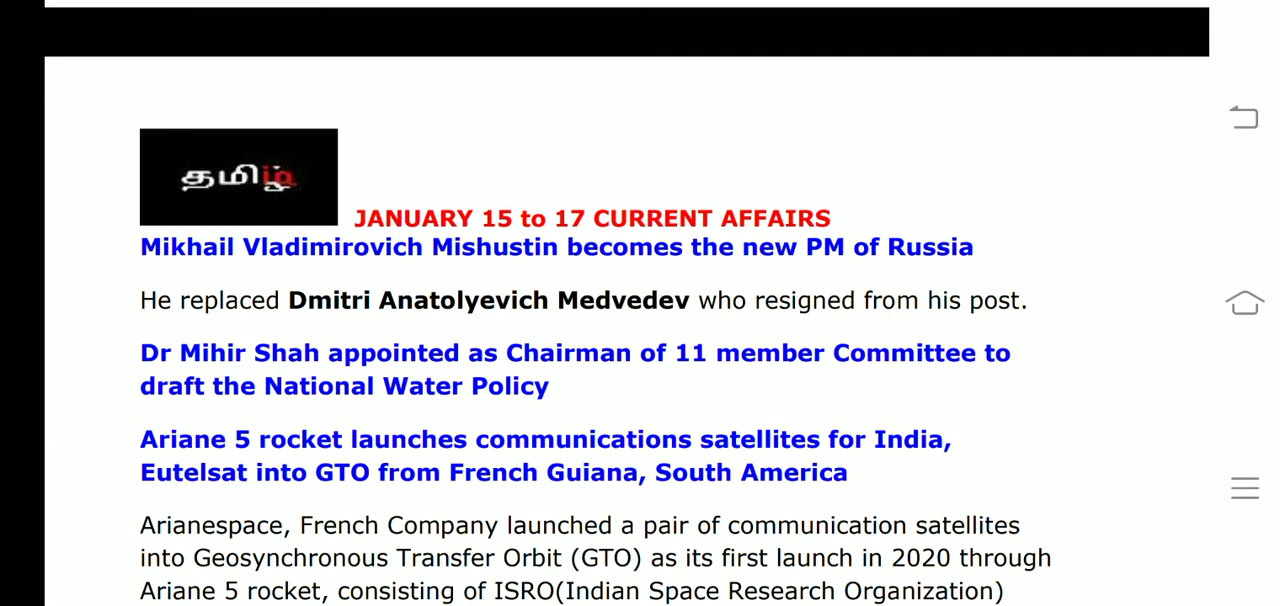 தமிழ்
JANUARY 15 to 17 CURRENT AFFAIRS
Mikhail Vladimirovich Mishustin becomes the new PM of Russia
He replaced Dmitri Anatolyevich Medvedev who resigned from his post.
Dr Mihir Shah appointed as Chairman of 11 member Committee to
draft the National Water Policy
Ariane 5 rocket launches communications satellites for India,
Eutelsat into GTO from French Guiana, South America
Arianespace, French Company launched a pair of communication satellites
into Geosynchronous Transfer Orbit (GTO) as its first launch in 2020 through
Ariane 5 rocket, consisting of ISRO(Indian Space Research Organization)